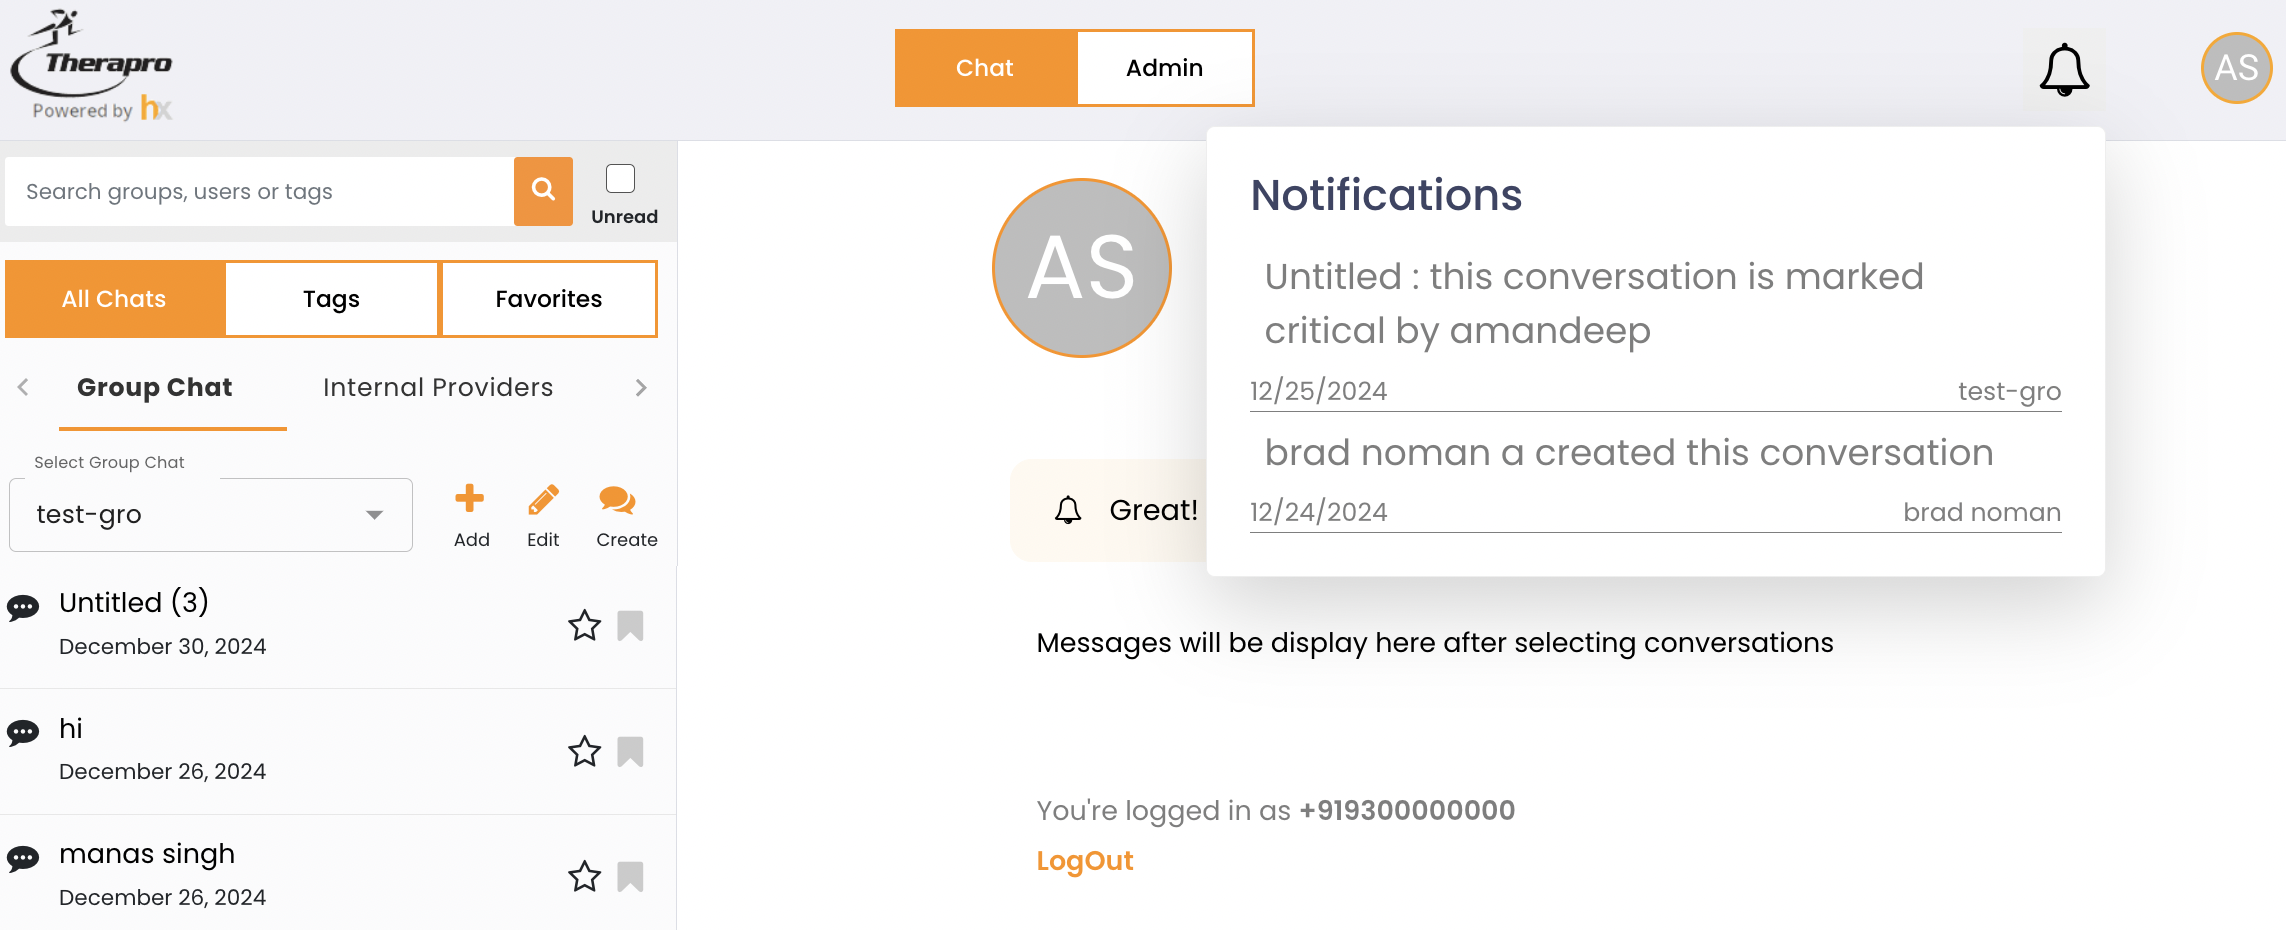 Therapro
Powered by hx
Chat
Admin
AS
Search groups, users or tags
Unread
All Chats
Tags
Favorites
Group Chat
Internal Providers
Select Group Chat
test-gro
Add
Edit
Create
Untitled (3)
December 30, 2024
hi
December 26, 2024
manas singh
December 26, 2024
AS
Great!
Notifications
Untitled : this conversation is marked
critical by amandeep
12/25/2024
test-gro
brad noman a created this conversation
12/24/2024
brad noman
Messages will be display here after selecting conversations
You're logged in as +919300000000
LogOut